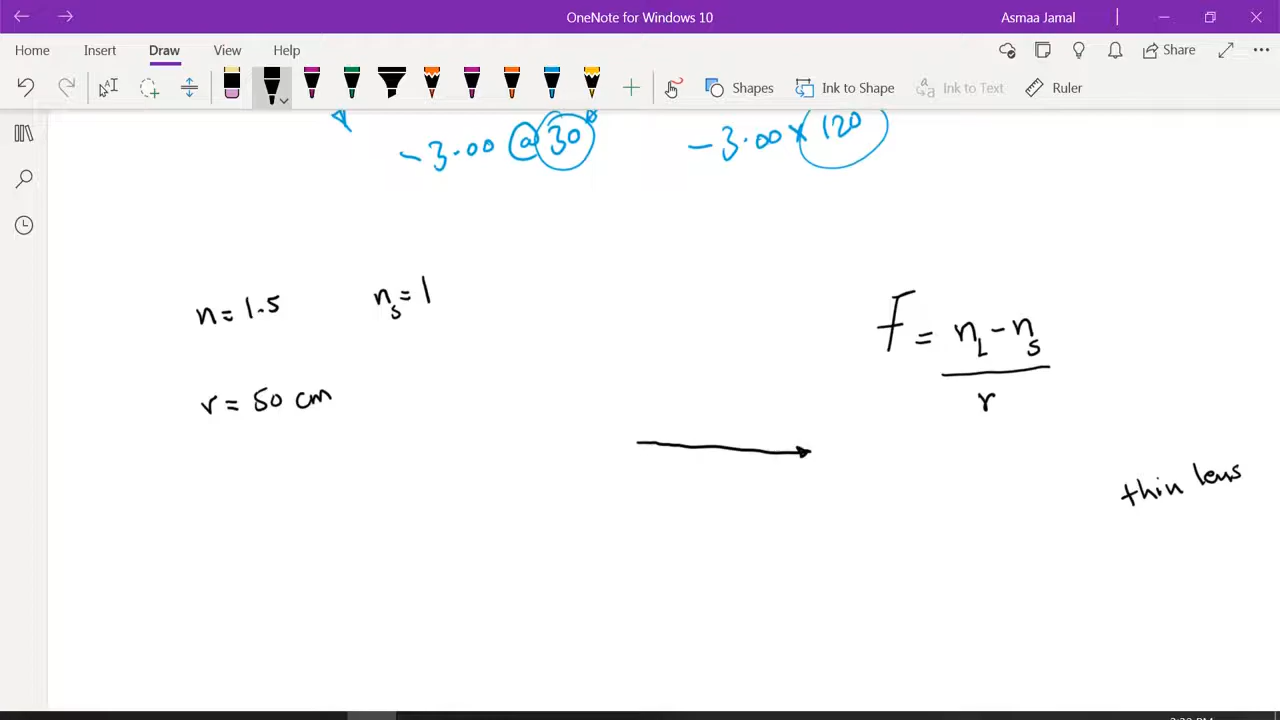 OneNote for Windows 10
Asmaa Jamal
Home Insert Draw View Help
Share
Shapes
Ink to Shape
Ink to Text
Ruler
-3.00 @ 30
-3.00 × 120
n = 1.5
nₛ = 1
F = n_L - nₛ
r
r = 50 cm
thin lens